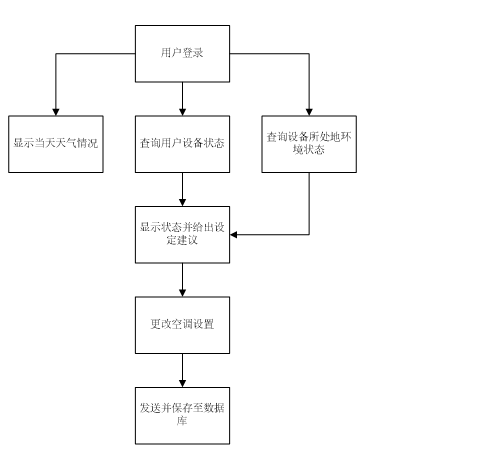 用户登录
显示当天天气情况
查询用户设备状态
查询设备所处地环
境状态
显示状态并给出设
定建议
更改空调设置
发送并保存至数据
库